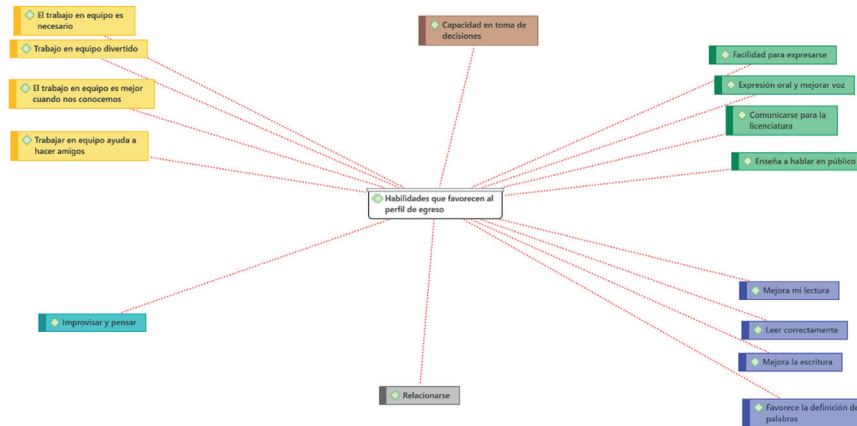 El trabajo en equipo es
necesario
Trabajo en equipo divertido
El trabajo en equipo es mejor
cuando nos conocemos
Trabajar en equipo ayuda a
hacer amigos
Capacidad en toma de
decisiones
Facilidad para expresarse
Expresión oral y mejorar voz
Comunicarse para la
licenciatura
Enseña a hablar en público
Habilidades que favorecen al
perfil de egreso
Improvisar y pensar
Relacionarse
Mejora mi lectura
Leer correctamente
Mejora la escritura
Favorece la definición de
palabras